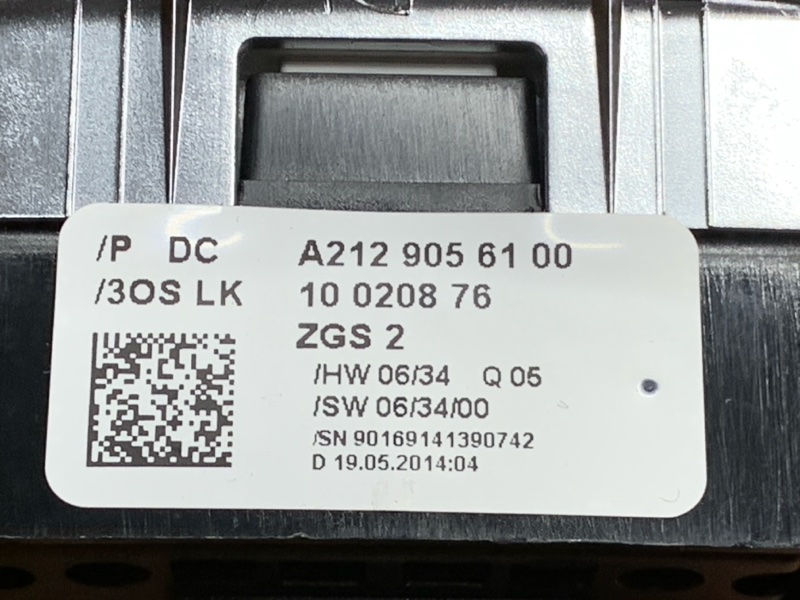 /P DC A212 905 61 00
/3OS LK 10 0208 76
ZGS 2
/HW 06/34 Q 05
/SW 06/34/00
/SN 90169141390742
D 19.05.2014:04